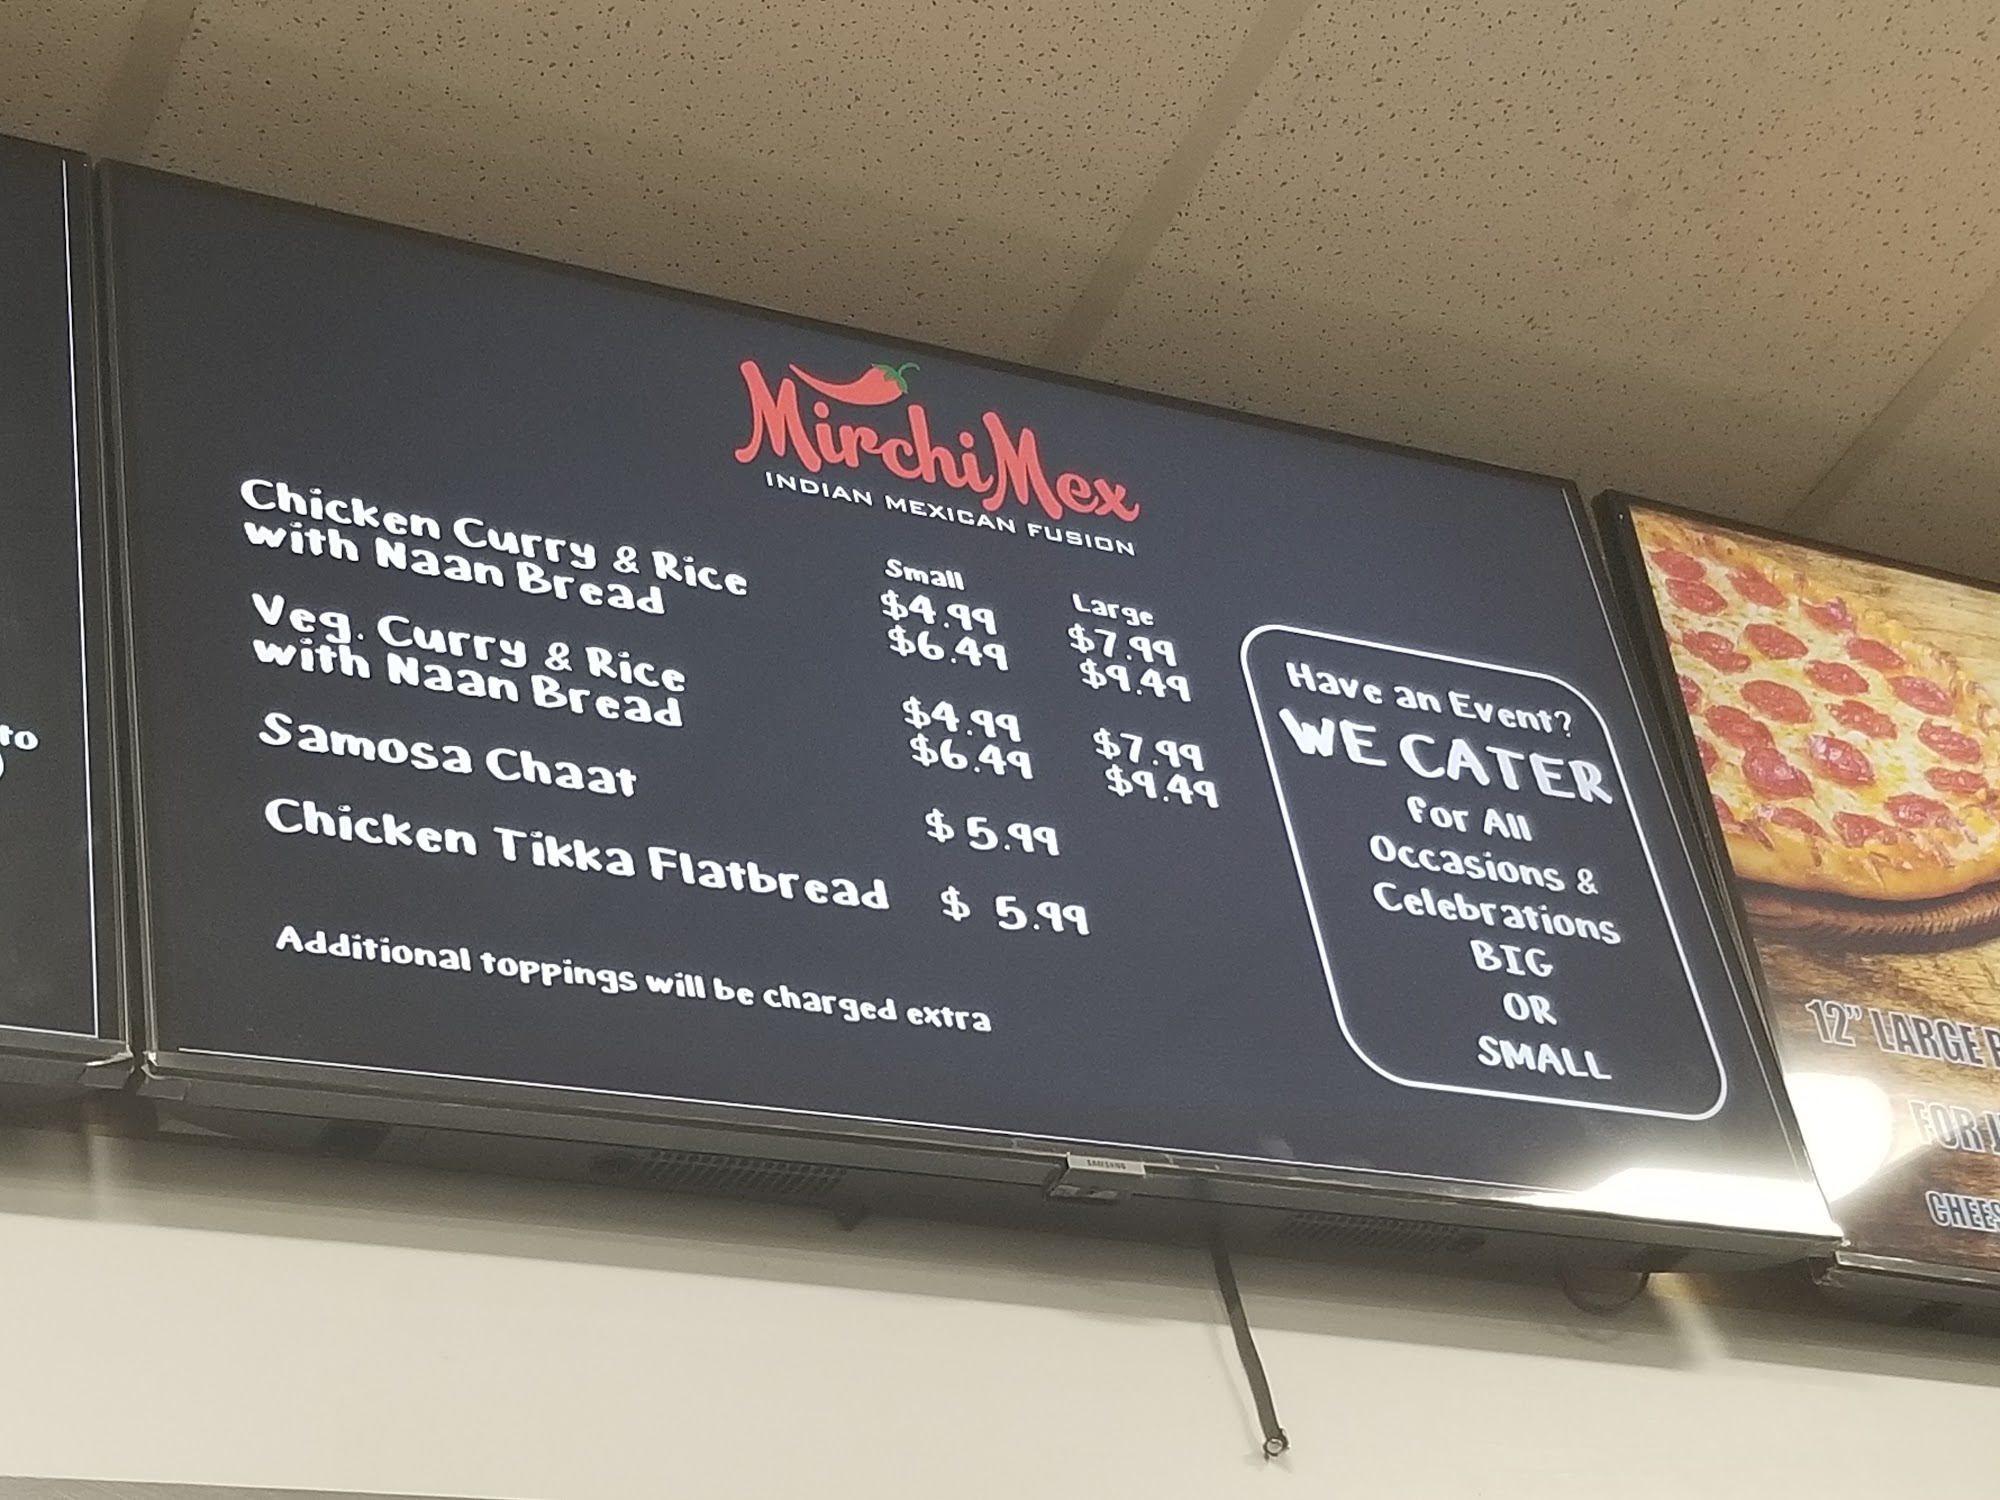 MirchiMex
INDIAN MEXICAN FUSION
Small Large
Chicken Curry & Rice $4.99 $7.99
with Naan Bread $6.49 $9.49
Veg. Curry & Rice $4.99 $7.99
with Naan Bread $6.49 $9.49
Samosa Chaat $5.99
Chicken Tikka Flatbread $ 5.99
Additional toppings will be charged extra
Have an Event?
WE CATER
for All
Occasions &
Celebrations
BIG
OR
SMALL
SAMSUNG
to
12" LARGE
FOR